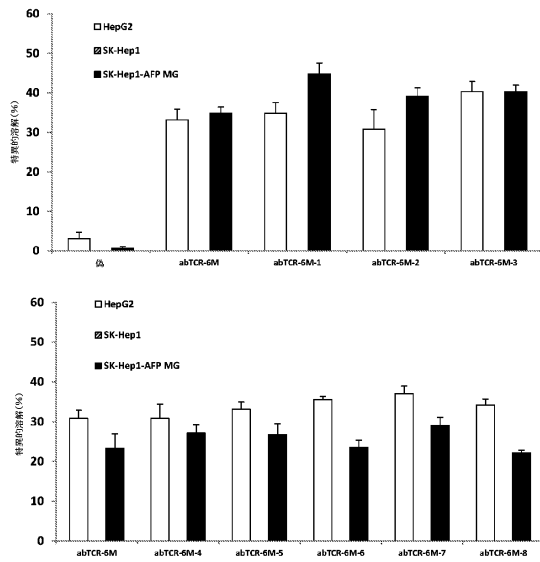 60
50
40
30
20
10
0
特異的溶解(%)
HepG2
SK-Hep1
SK-Hep1-AFP MG
偽
abTCR-6M
abTCR-6M-1
abTCR-6M-2
abTCR-6M-3
60
50
40
30
20
10
0
特異的溶解(%)
HepG2
SK-Hep1
SK-Hep1-AFP MG
abTCR-6M
abTCR-6M-4
abTCR-6M-5
abTCR-6M-6
abTCR-6M-7
abTCR-6M-8